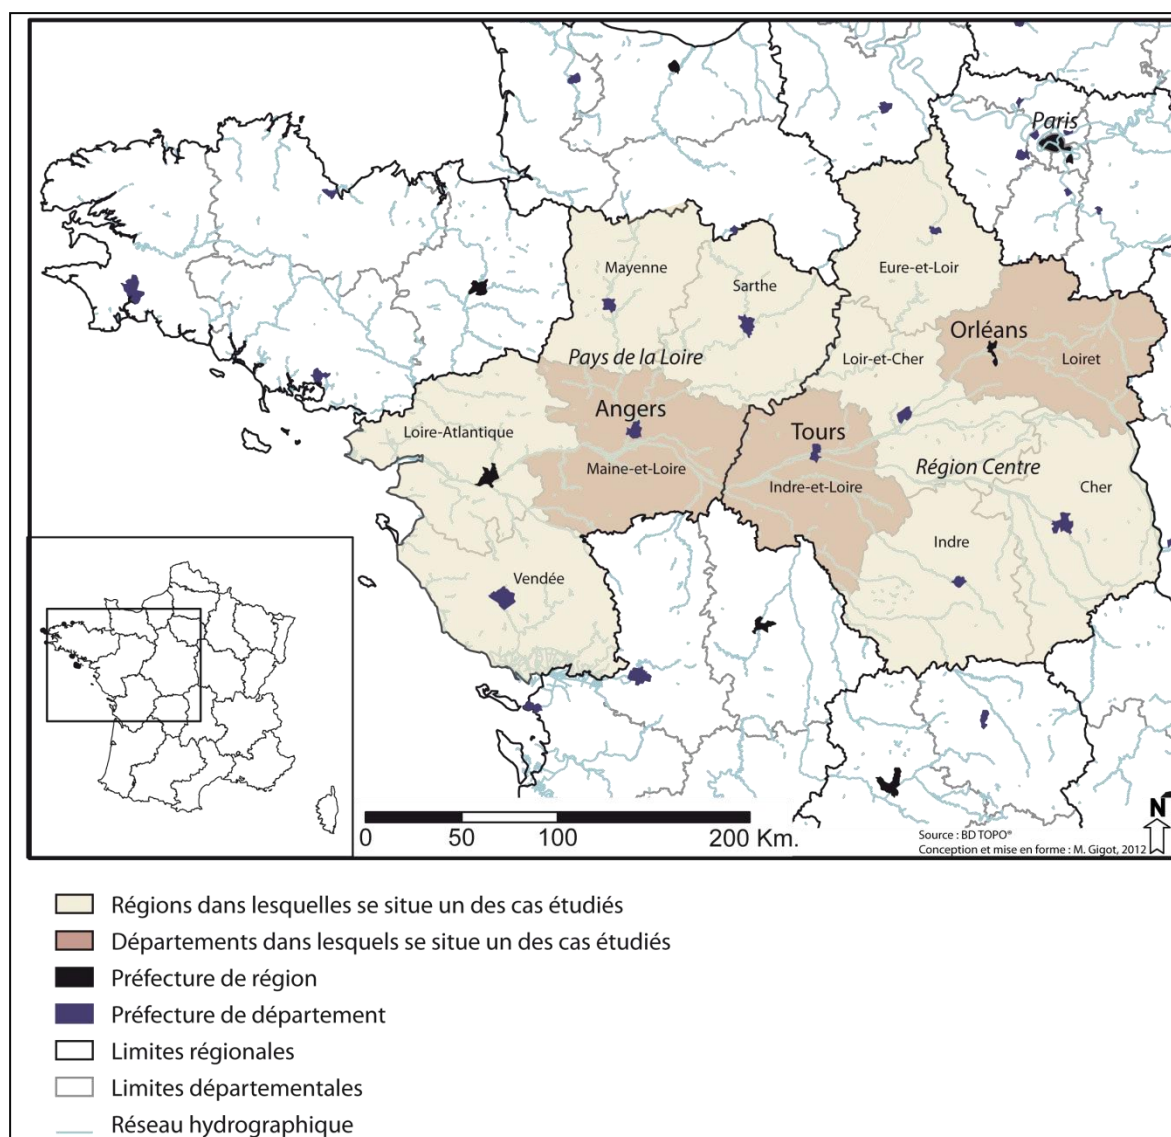 Paris
Mayenne
Sarthe
Eure-et-Loir
Orléans
Pays de la Loire
Loir-et-Cher
Loiret
Angers
Loire-Atlantique
Tours
Maine-et-Loire
Région Centre
Indre-et-Loire
Cher
Indre
Vendée
0 50 100 200 Km.
N
Source : BD TOPO®
Conception et mise en forme : M. Gigot, 2012
Régions dans lesquelles se situe un des cas étudiés
Départements dans lesquels se situe un des cas étudiés
Préfecture de région
Préfecture de département
Limites régionales
Limites départementales
Réseau hydrographique